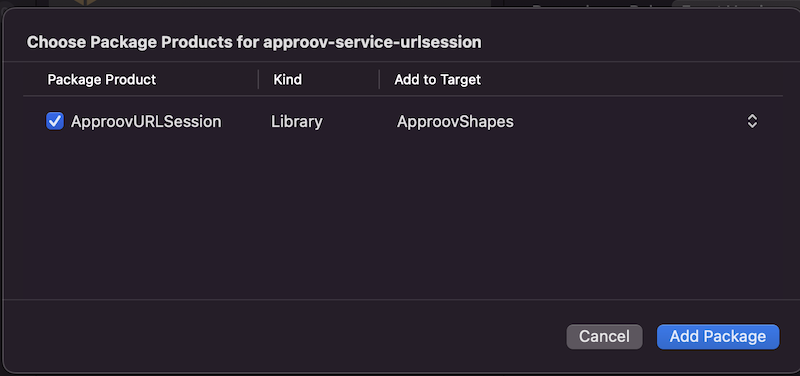 Choose Package Products for approov-service-urlsession
Package Product Kind Add to Target
ApproovURLSession Library ApproovShapes
Cancel Add Package